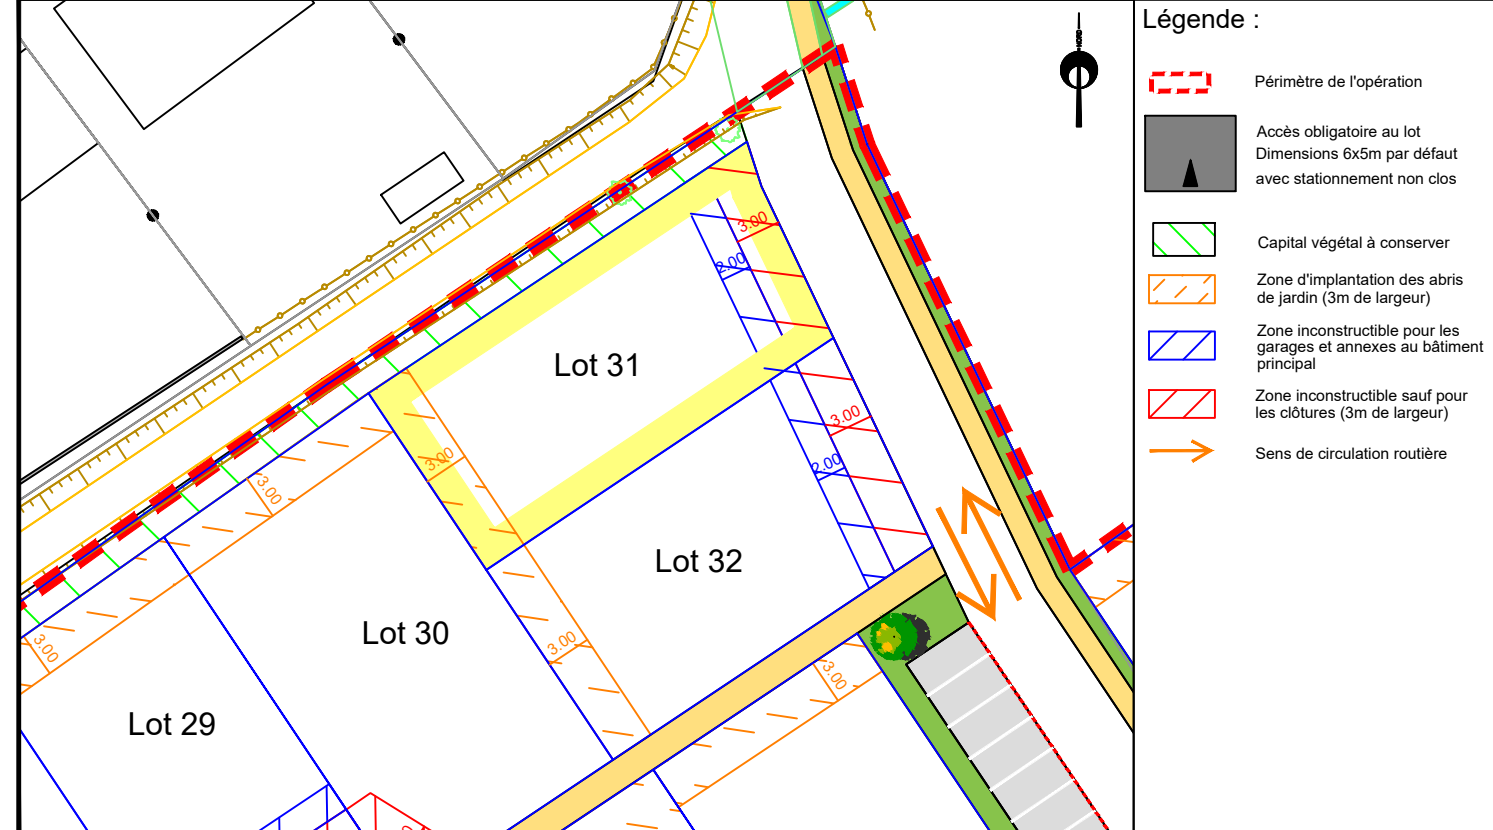 Légende :
NORD
Périmètre de l'opération
Accès obligatoire au lot
Dimensions 6x5m par défaut
avec stationnement non clos
Capital végétal à conserver
Zone d'implantation des abris
de jardin (3m de largeur)
Zone inconstructible pour les
garages et annexes au bâtiment
principal
Zone inconstructible sauf pour
les clôtures (3m de largeur)
Sens de circulation routière
3.00
2.00
Lot 31
3.00
2.00
3.00
3.00
Lot 32
3.00
Lot 30
3.00
3.00
Lot 29